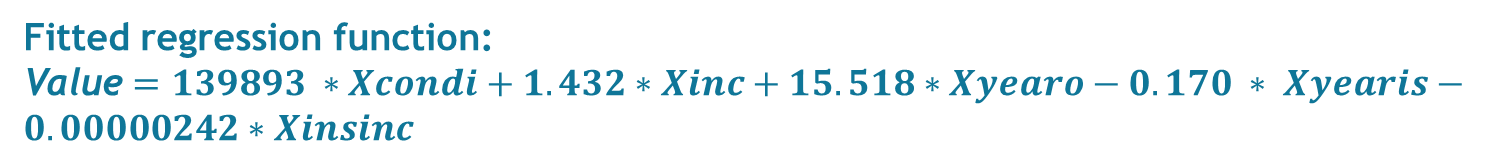 Fitted regression function:
Value = 139893 * Xcondi + 1.432 * Xinc + 15.518 * Xyearo − 0.170 * Xyearis −
0.00000242 * Xinsinc